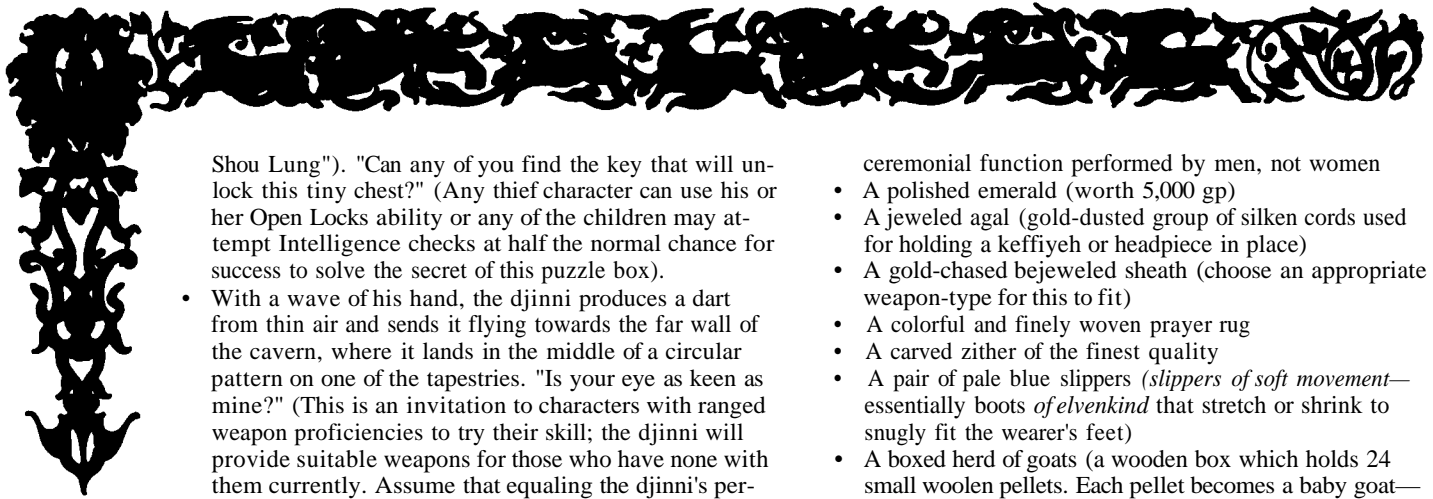 Shou Lung"). "Can any of you find the key that will un-
lock this tiny chest?" (Any thief character can use his or
her Open Locks ability or any of the children may at-
tempt Intelligence checks at half the normal chance for
success to solve the secret of this puzzle box).
• With a wave of his hand, the djinni produces a dart
from thin air and sends it flying towards the far wall of
the cavern, where it lands in the middle of a circular
pattern on one of the tapestries. "Is your eye as keen as
mine?" (This is an invitation to characters with ranged
weapon proficiencies to try their skill; the djinni will
provide suitable weapons for those who have none with
them currently. Assume that equaling the djinni's per-
ceremonial function performed by men, not women
• A polished emerald (worth 5,000 gp)
• A jeweled agal (gold-dusted group of silken cords used
for holding a keffiyeh or headpiece in place)
• A gold-chased bejeweled sheath (choose an appropriate
weapon-type for this to fit)
• A colorful and finely woven prayer rug
• A carved zither of the finest quality
• A pair of pale blue slippers (slippers of soft movement—
essentially boots of elvenkind that stretch or shrink to
snugly fit the wearer's feet)
• A boxed herd of goats (a wooden box which holds 24
small woolen pellets. Each pellet becomes a baby goat—